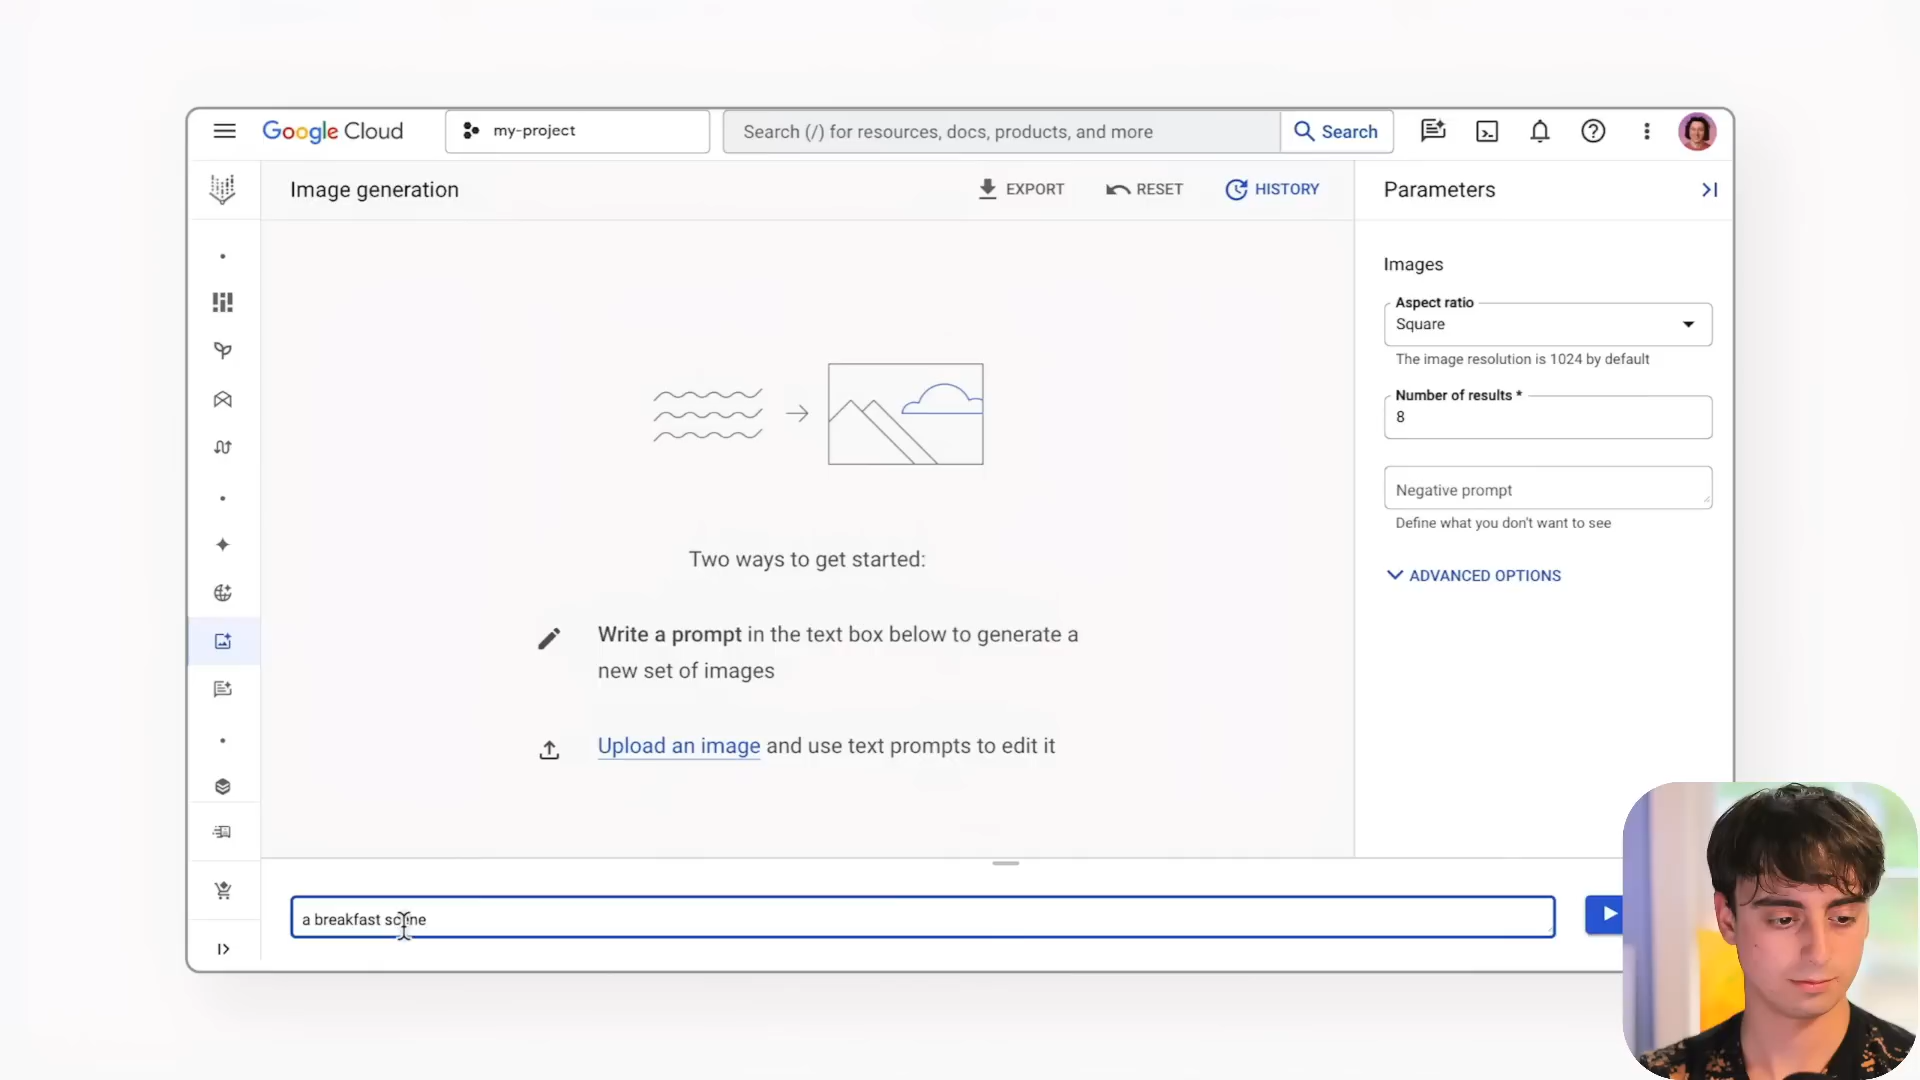 Google Cloud
my-project
Search (/) for resources, docs, products, and more
Search
Image generation
EXPORT
RESET
HISTORY
Parameters
Images
Aspect ratio
Square
The image resolution is 1024 by default
Number of results *
8
Negative prompt
Define what you don't want to see
ADVANCED OPTIONS
Two ways to get started:
Write a prompt in the text box below to generate a
new set of images
Upload an image and use text prompts to edit it
a breakfast scene